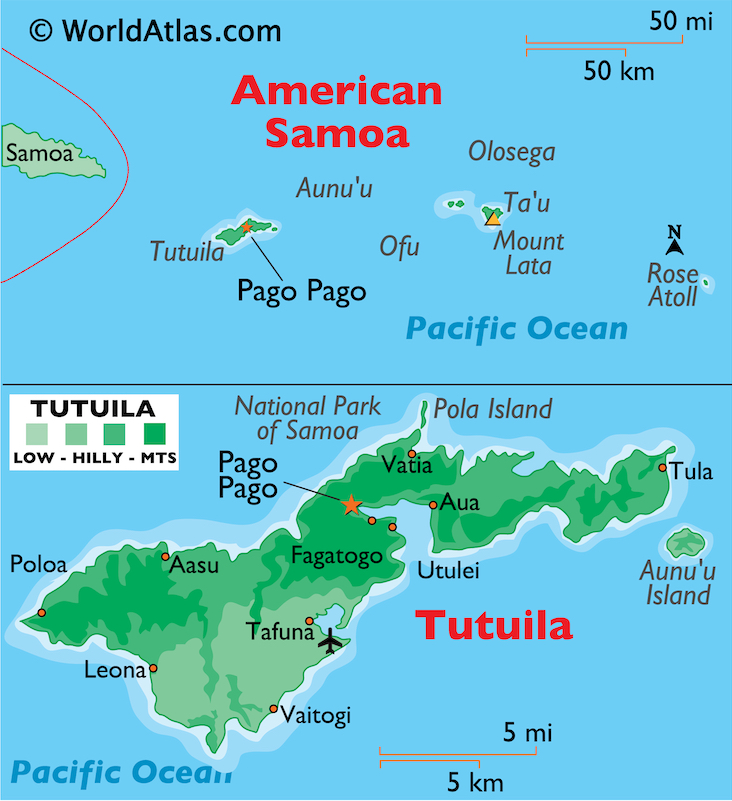 © WorldAtlas.com
50 mi
50 km
American
Samoa
Samoa
Olosega
Aunu'u
Ta'u
Tutuila
Ofu
Mount
Lata
N
Rose
Atoll
Pago Pago
Pacific Ocean
TUTUILA
LOW - HILLY - MTS
National Park
of Samoa
Pola Island
Pago
Pago
Vatia
Tula
Aua
Fagatogo
Poloa
Aasu
Utulei
Aunu'u
Island
Tafuna
Tutuila
Leona
Vaitogi
5 mi
5 km
Pacific Ocean